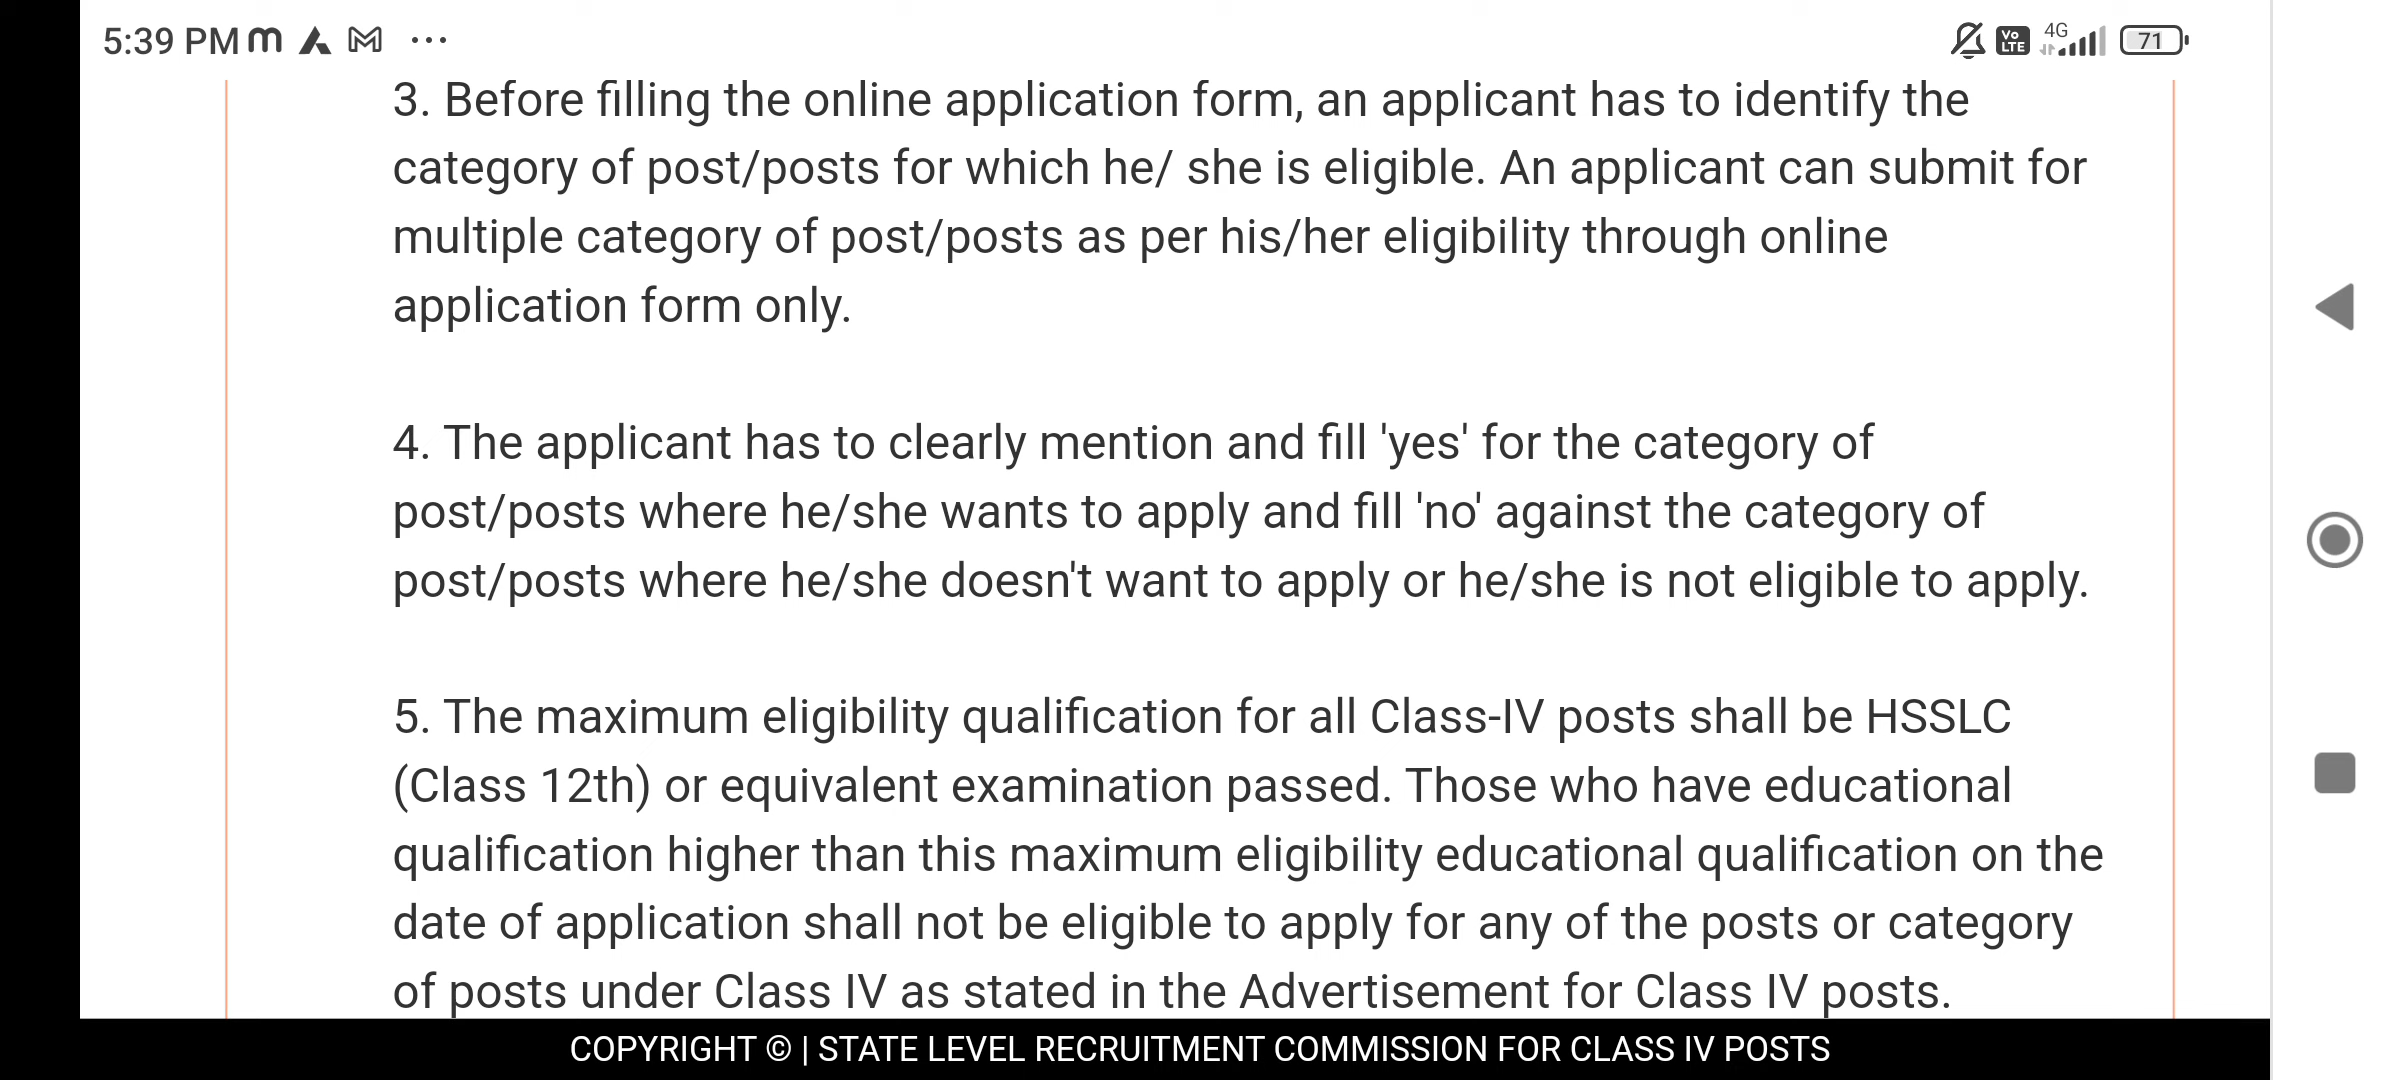 5:39 PM m M ...
Vo LTE 4G 71
3. Before filling the online application form, an applicant has to identify the
category of post/posts for which he/ she is eligible. An applicant can submit for
multiple category of post/posts as per his/her eligibility through online
application form only.
4. The applicant has to clearly mention and fill 'yes' for the category of
post/posts where he/she wants to apply and fill 'no' against the category of
post/posts where he/she doesn't want to apply or he/she is not eligible to apply.
5. The maximum eligibility qualification for all Class-IV posts shall be HSSLC
(Class 12th) or equivalent examination passed. Those who have educational
qualification higher than this maximum eligibility educational qualification on the
date of application shall not be eligible to apply for any of the posts or category
of posts under Class IV as stated in the Advertisement for Class IV posts.
COPYRIGHT © | STATE LEVEL RECRUITMENT COMMISSION FOR CLASS IV POSTS